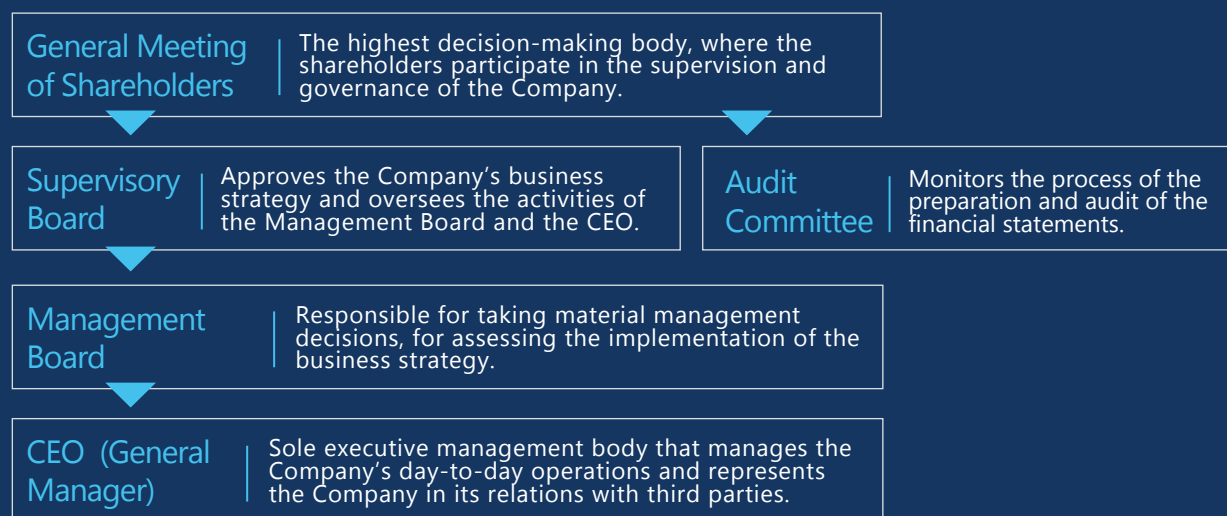 General Meeting
of Shareholders
The highest decision-making body, where the
shareholders participate in the supervision and
governance of the Company.
Supervisory
Board
Approves the Company’s business
strategy and oversees the activities of
the Management Board and the CEO.
Audit
Committee
Monitors the process of the
preparation and audit of the
financial statements.
Management
Board
Responsible for taking material management
decisions, for assessing the implementation of the
business strategy.
CEO (General
Manager)
Sole executive management body that manages the
Company’s day-to-day operations and represents
the Company in its relations with third parties.